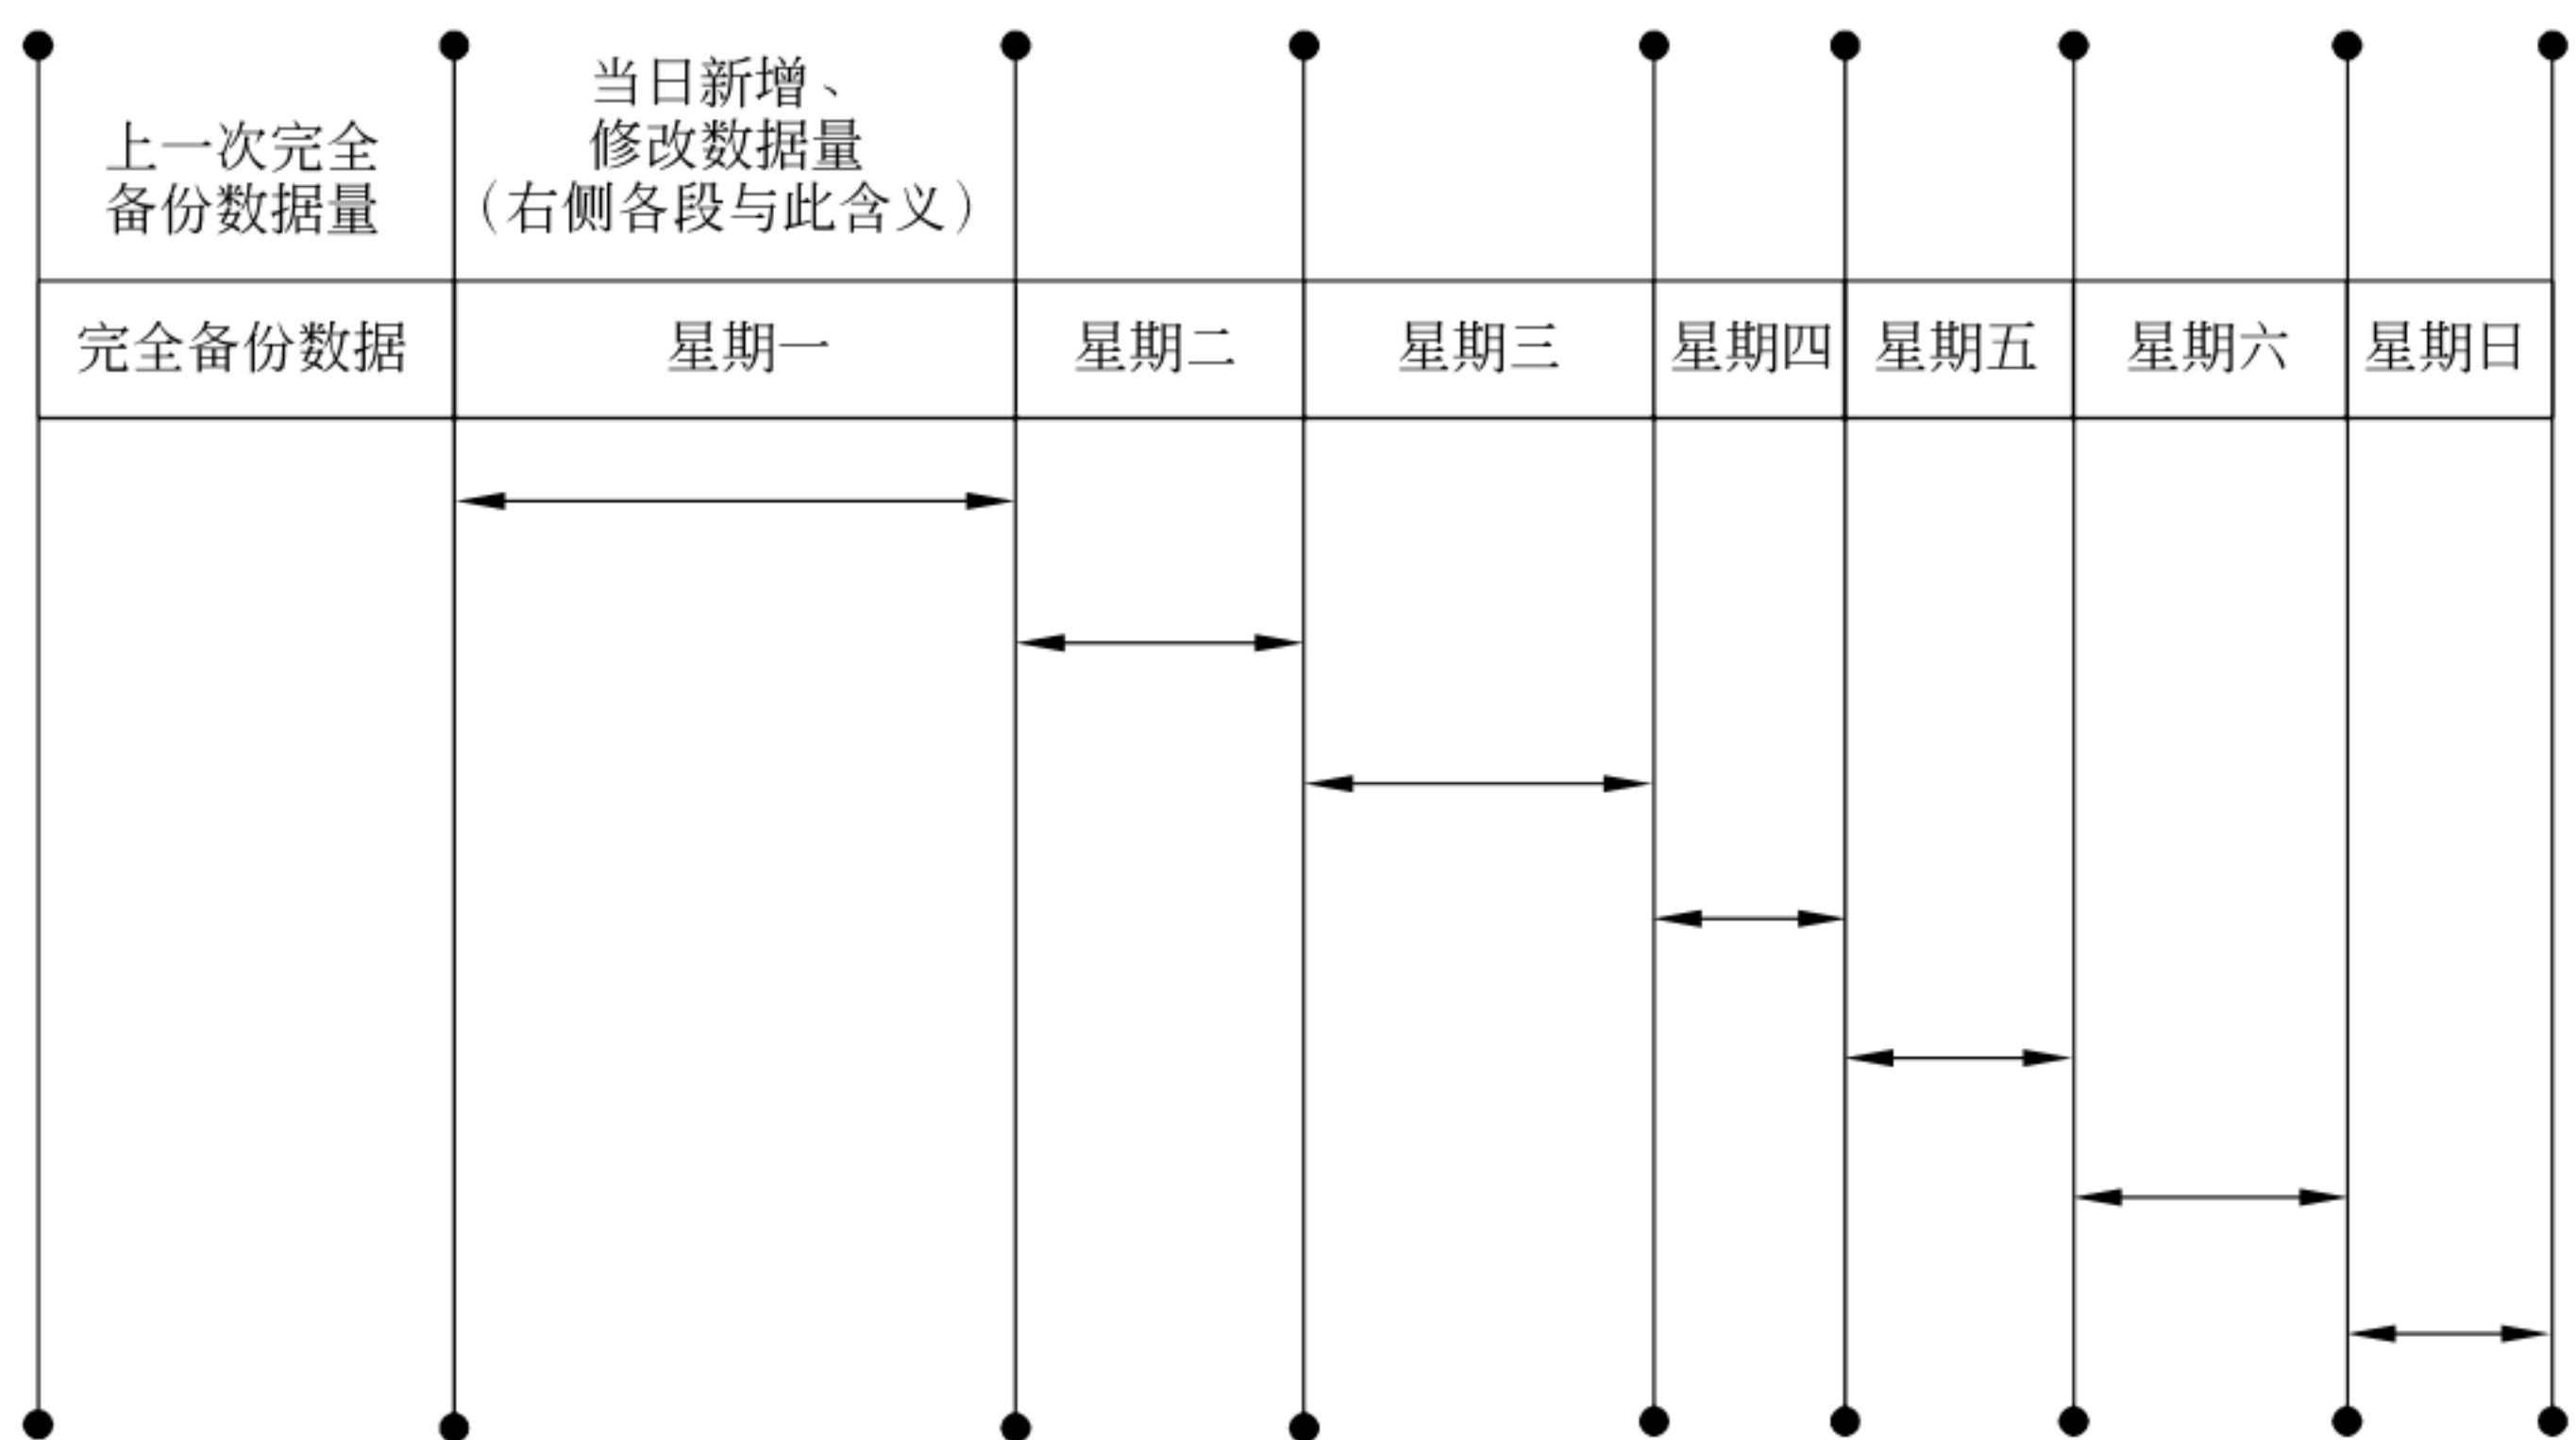 上一次完全
备份数据量
当日新增、
修改数据量
（右侧各段与此含义）
完全备份数据
星期一
星期二
星期三
星期四
星期五
星期六
星期日